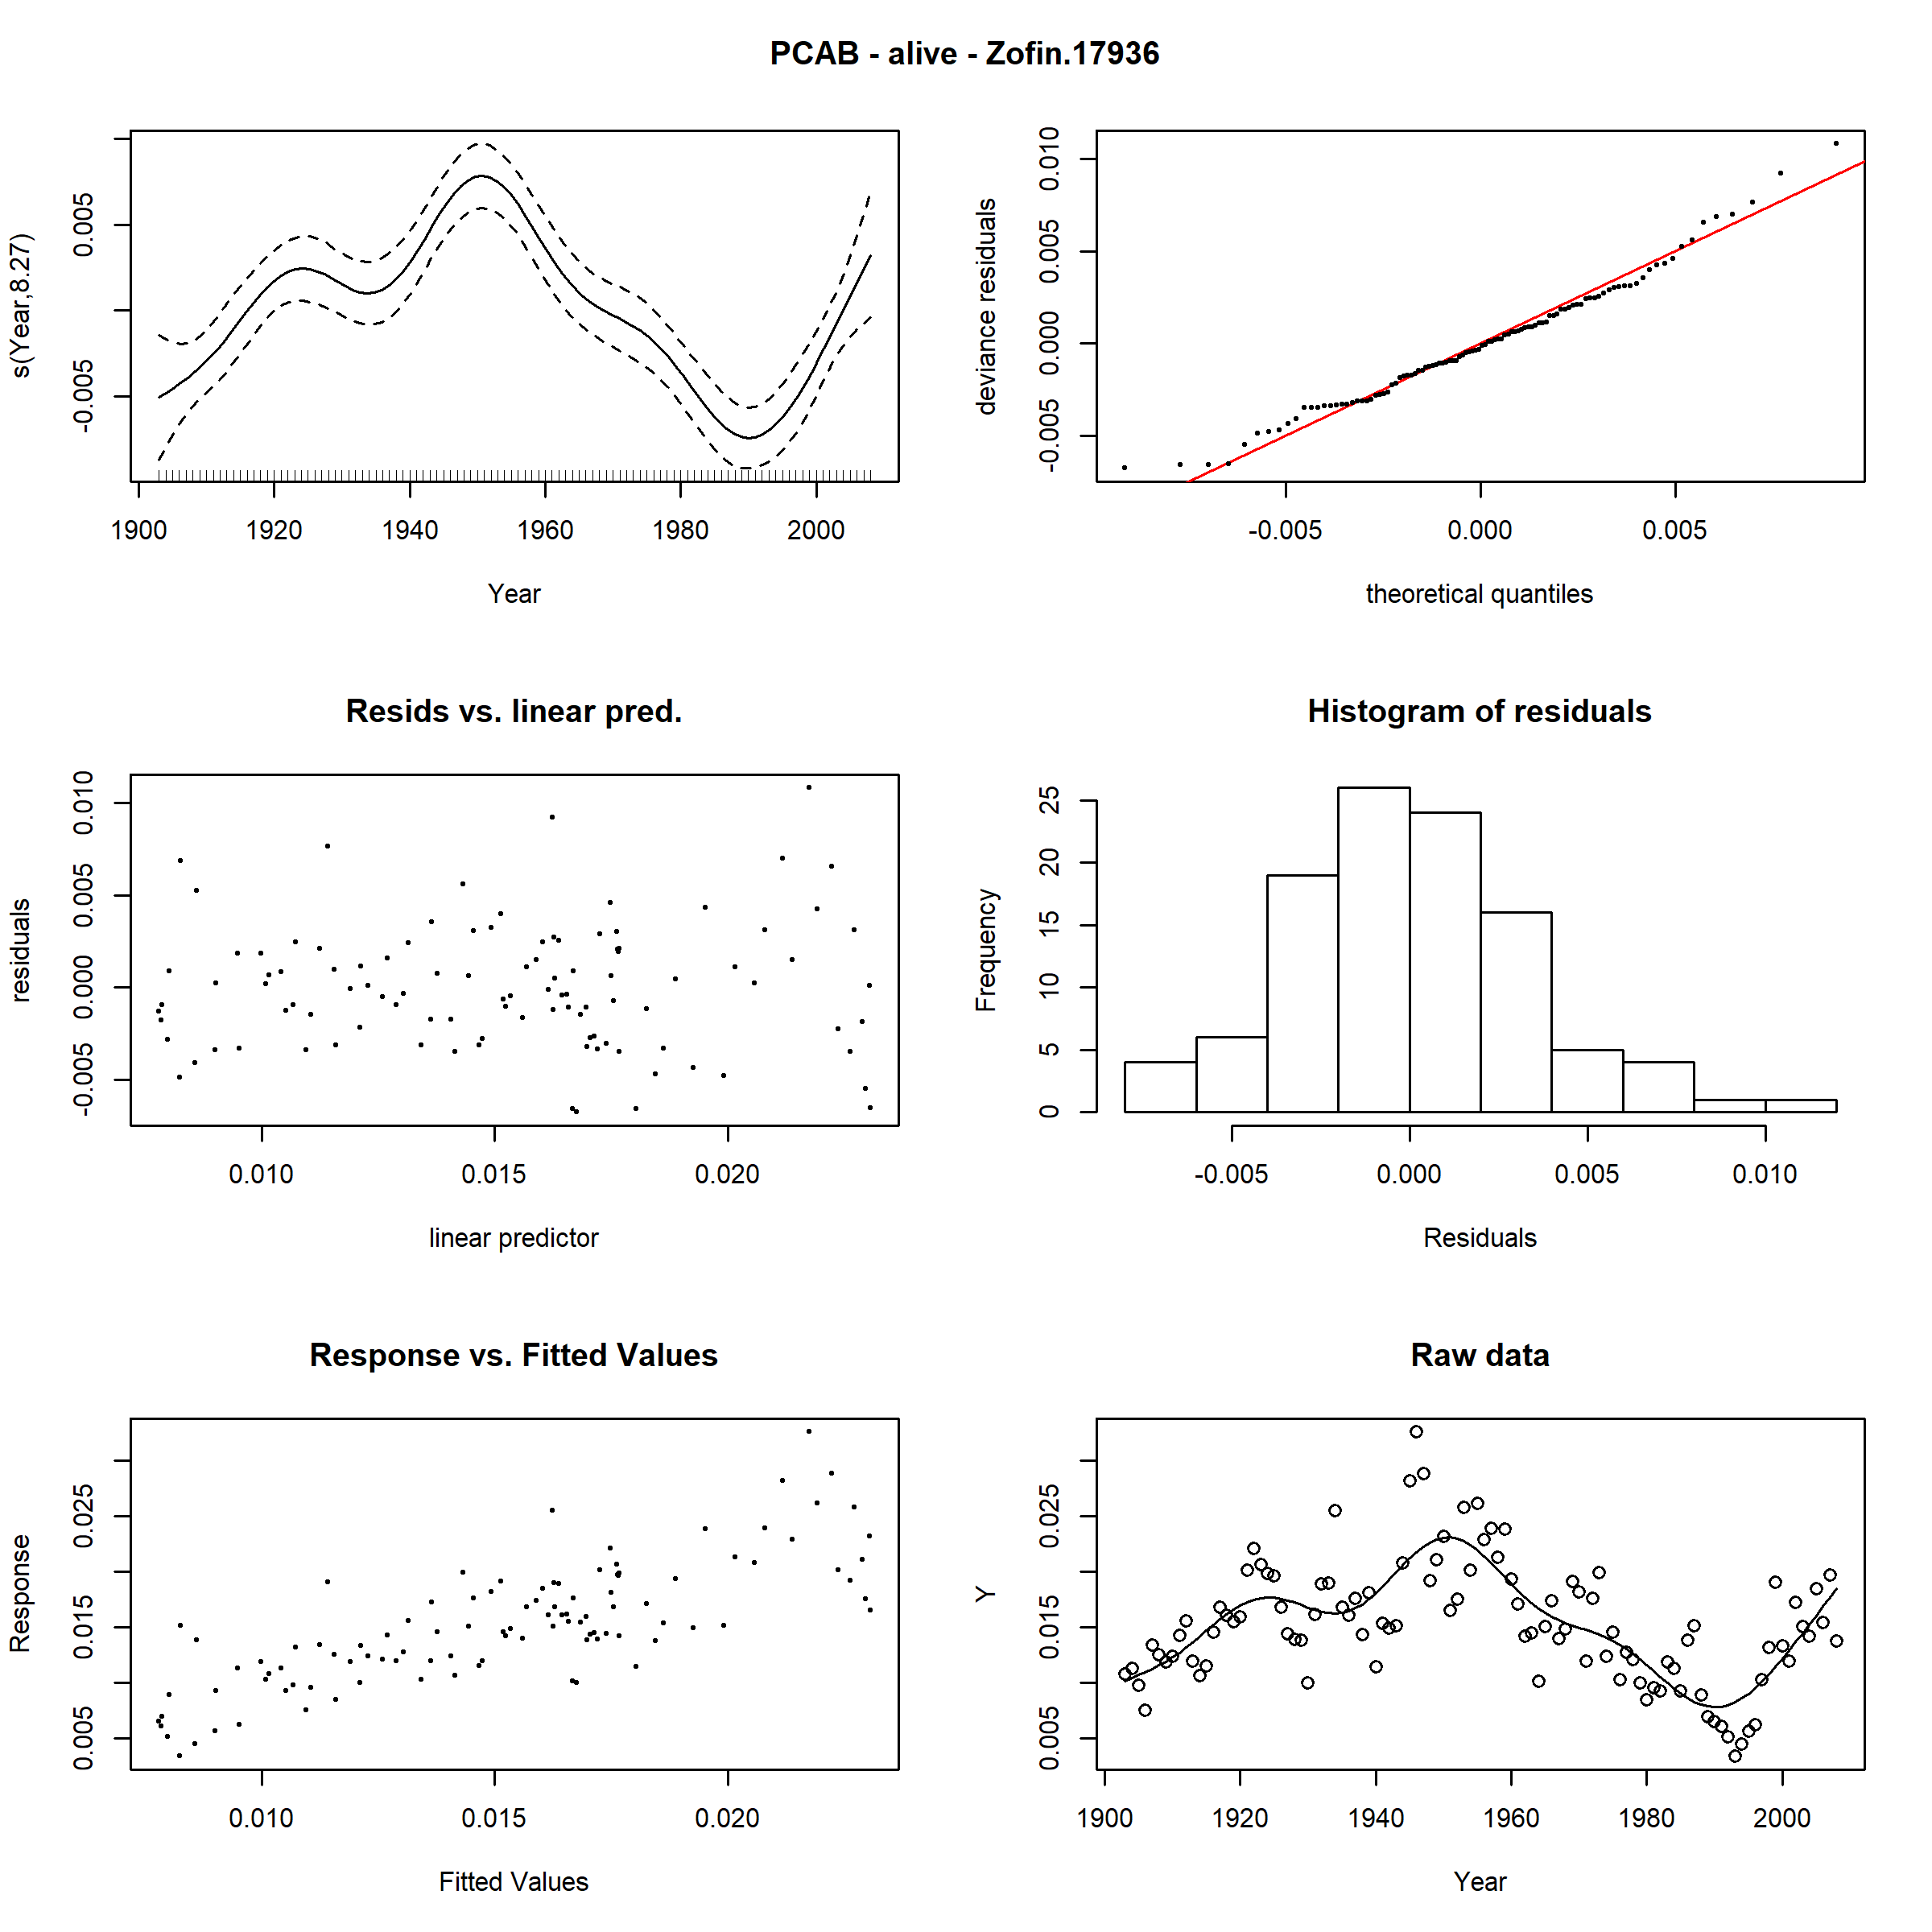 PCAB - alive - Zofin.17936
s(Year,8.27)
-0.005 0.005
1900 1920 1940 1960 1980 2000
Year
deviance residuals
-0.005 0.000 0.005 0.010
-0.005 0.000 0.005
theoretical quantiles
Resids vs. linear pred.
residuals
-0.005 0.000 0.005 0.010
0.010 0.015 0.020
linear predictor
Histogram of residuals
Frequency
0 5 10 15 20 25
-0.005 0.000 0.005 0.010
Residuals
Response vs. Fitted Values
Response
0.005 0.015 0.025
0.010 0.015 0.020
Fitted Values
Raw data
Y
0.005 0.015 0.025
1900 1920 1940 1960 1980 2000
Year